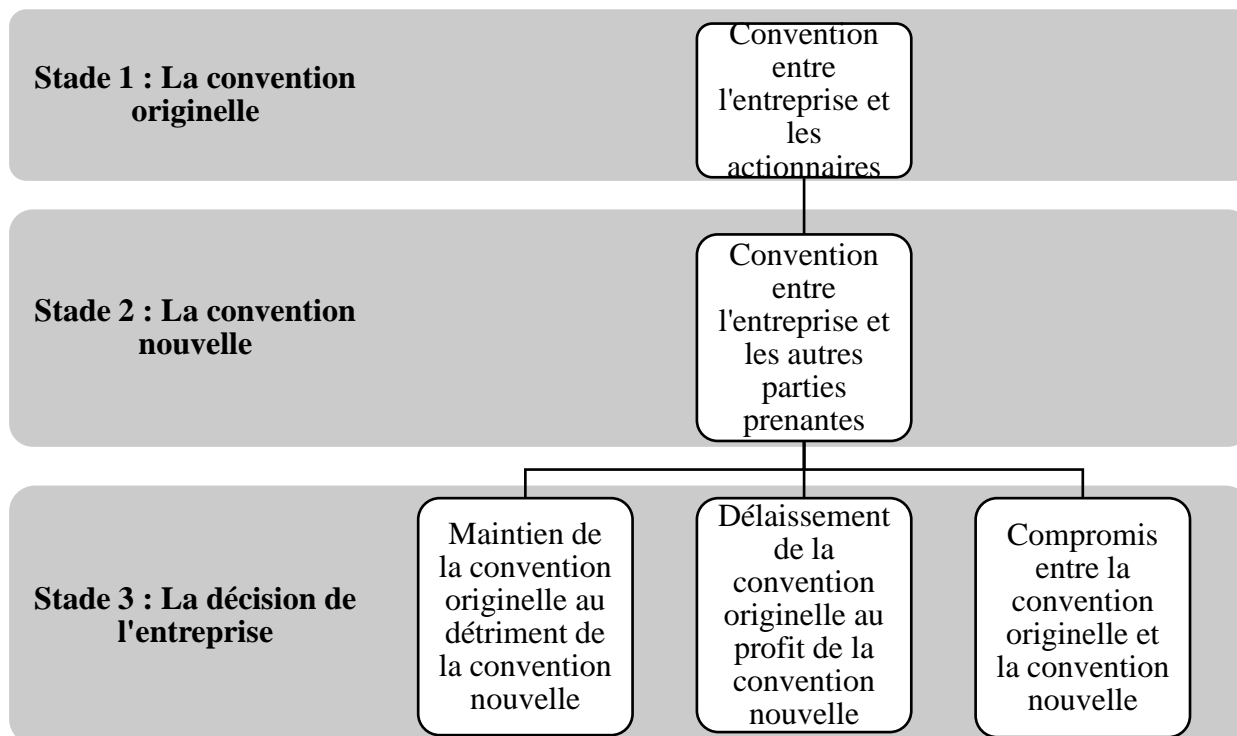 Stade 1 : La convention
originelle
Convention
entre
l'entreprise et
les
actionnaires
Stade 2 : La convention
nouvelle
Convention
entre
l'entreprise et
les autres
parties
prenantes
Stade 3 : La décision de
l'entreprise
Maintien de
la convention
originelle au
détriment de
la convention
nouvelle
Délaissement
de la
convention
originelle au
profit de la
convention
nouvelle
Compromis
entre la
convention
originelle et
la convention
nouvelle